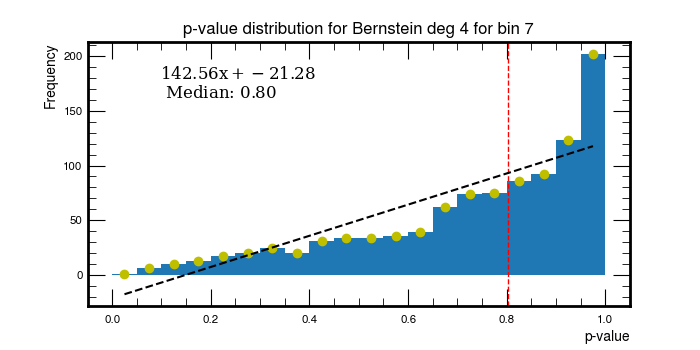 p-value distribution for Bernstein deg 4 for bin 7
Frequency
142.56x + −21.28
Median: 0.80
200
150
100
50
0
0.0 0.2 0.4 0.6 0.8 1.0
p-value